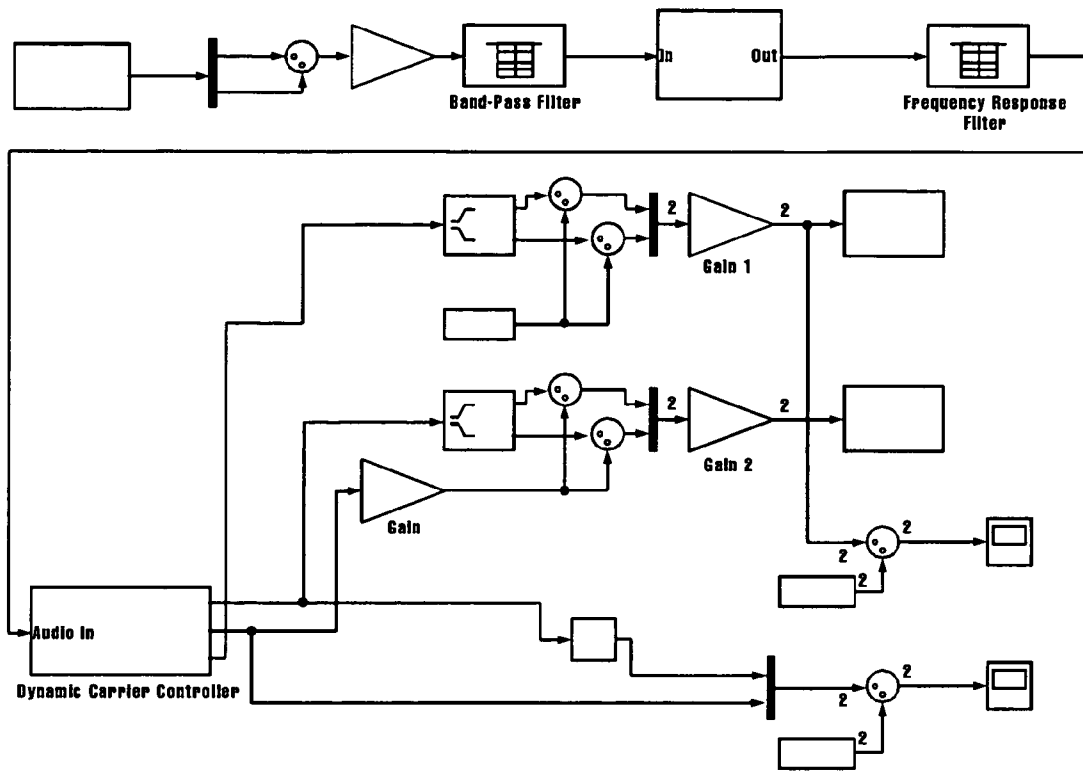 In
Out
Band-Pass Filter
Frequency Response
Filter
2
2
Gain 1
2
2
Gain 2
Gain
2
2
2
Audio in
Dynamic Carrier Controller
2
2
2